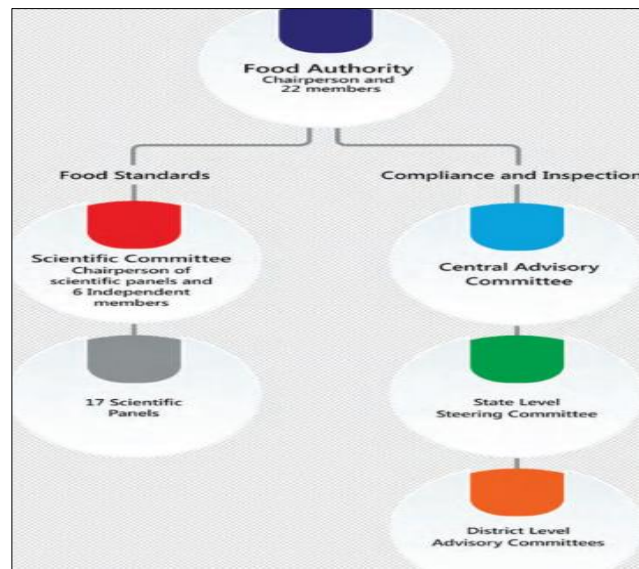 Food Authority
Chairperson and
22 members
Food Standards
Compliance and Inspection
Scientific Committee
Chairperson of
scientific panels and
6 Independent
members
Central Advisory
Committee
17 Scientific
Panels
State Level
Steering Committee
District Level
Advisory Committees